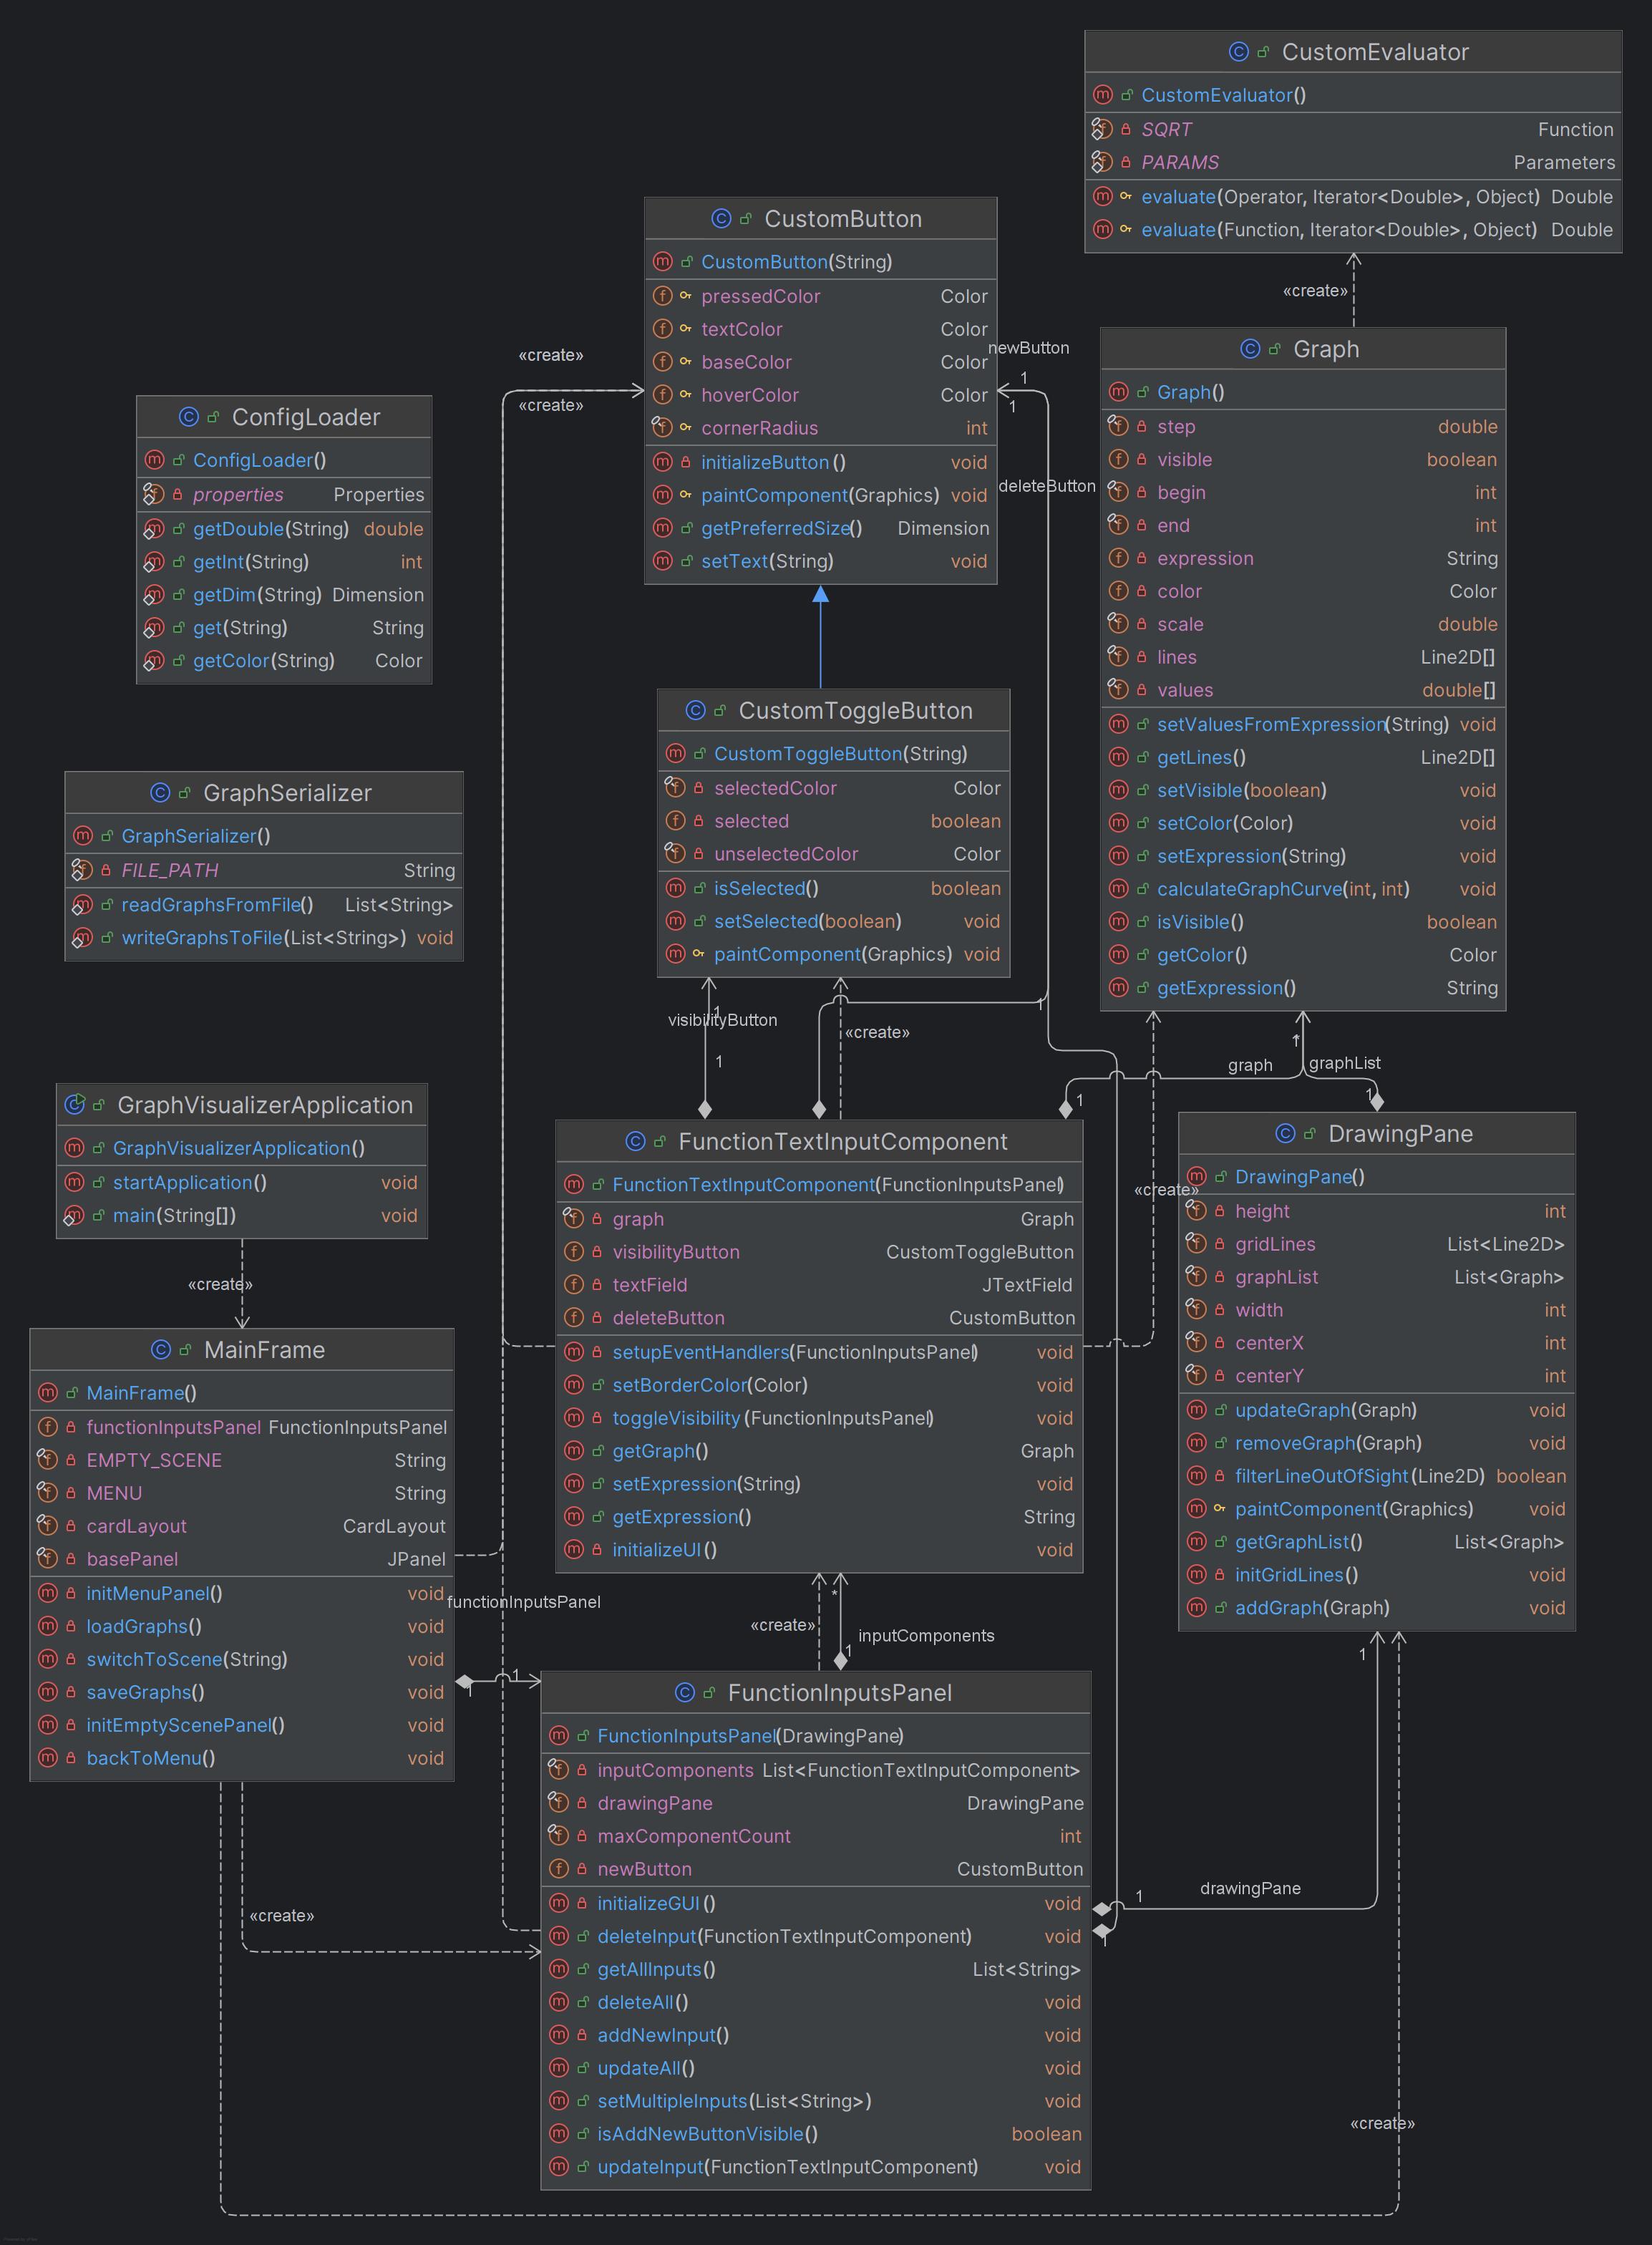 CustomEvaluator
CustomEvaluator()
SQRT Function
PARAMS Parameters
evaluate(Operator, Iterator<Double>, Object) Double
evaluate(Function, Iterator<Double>, Object) Double
«create»
CustomButton
CustomButton(String)
pressedColor Color
textColor Color
baseColor Color
hoverColor Color
cornerRadius int
initializeButton() void
paintComponent(Graphics) void
getPreferredSize() Dimension
setText(String) void
«create»
«create»
newButton
1
1
deleteButton
Graph
Graph()
step double
visible boolean
begin int
end int
expression String
color Color
scale double
lines Line2D[]
values double[]
setValuesFromExpression(String) void
getLines() Line2D[]
setVisible(boolean) void
setColor(Color) void
setExpression(String) void
calculateGraphCurve(int, int) void
isVisible() boolean
getColor() Color
getExpression() String
ConfigLoader
ConfigLoader()
properties Properties
getDouble(String) double
getInt(String) int
getDim(String) Dimension
get(String) String
getColor(String) Color
CustomToggleButton
CustomToggleButton(String)
selectedColor Color
selected boolean
unselectedColor Color
isSelected() boolean
setSelected(boolean) void
paintComponent(Graphics) void
GraphSerializer
GraphSerializer()
FILE_PATH String
readGraphsFromFile() List<String>
writeGraphsToFile(List<String>) void
1
visibilityButton
1
«create»
1
*
graph
graphList
1
1
GraphVisualizerApplication
GraphVisualizerApplication()
startApplication() void
main(String[]) void
«create»
FunctionTextInputComponent
FunctionTextInputComponent(FunctionInputsPanel)
graph Graph
visibilityButton CustomToggleButton
textField JTextField
deleteButton CustomButton
setupEventHandlers(FunctionInputsPanel) void
setBorderColor(Color) void
toggleVisibility(FunctionInputsPanel) void
getGraph() Graph
setExpression(String) void
getExpression() String
initializeUI() void
«create»
DrawingPane
DrawingPane()
height int
gridLines List<Line2D>
graphList List<Graph>
width int
centerX int
centerY int
updateGraph(Graph) void
removeGraph(Graph) void
filterLineOutOfSight(Line2D) boolean
paintComponent(Graphics) void
getGraphList() List<Graph>
initGridLines() void
addGraph(Graph) void
MainFrame
MainFrame()
functionInputsPanel FunctionInputsPanel
EMPTY_SCENE String
MENU String
cardLayout CardLayout
basePanel JPanel
initMenuPanel() void
loadGraphs() void
switchToScene(String) void
saveGraphs() void
initEmptyScenePanel() void
backToMenu() void
functionInputsPanel
1
1
«create»
*
1
inputComponents
1
FunctionInputsPanel
FunctionInputsPanel(DrawingPane)
inputComponents List<FunctionTextInputComponent>
drawingPane DrawingPane
maxComponentCount int
newButton CustomButton
initializeGUI() void
deleteInput(FunctionTextInputComponent) void
getAllInputs() List<String>
deleteAll() void
addNewInput() void
updateAll() void
setMultipleInputs(List<String>) void
isAddNewButtonVisible() boolean
updateInput(FunctionTextInputComponent) void
1
drawingPane
1
«create»
«create»